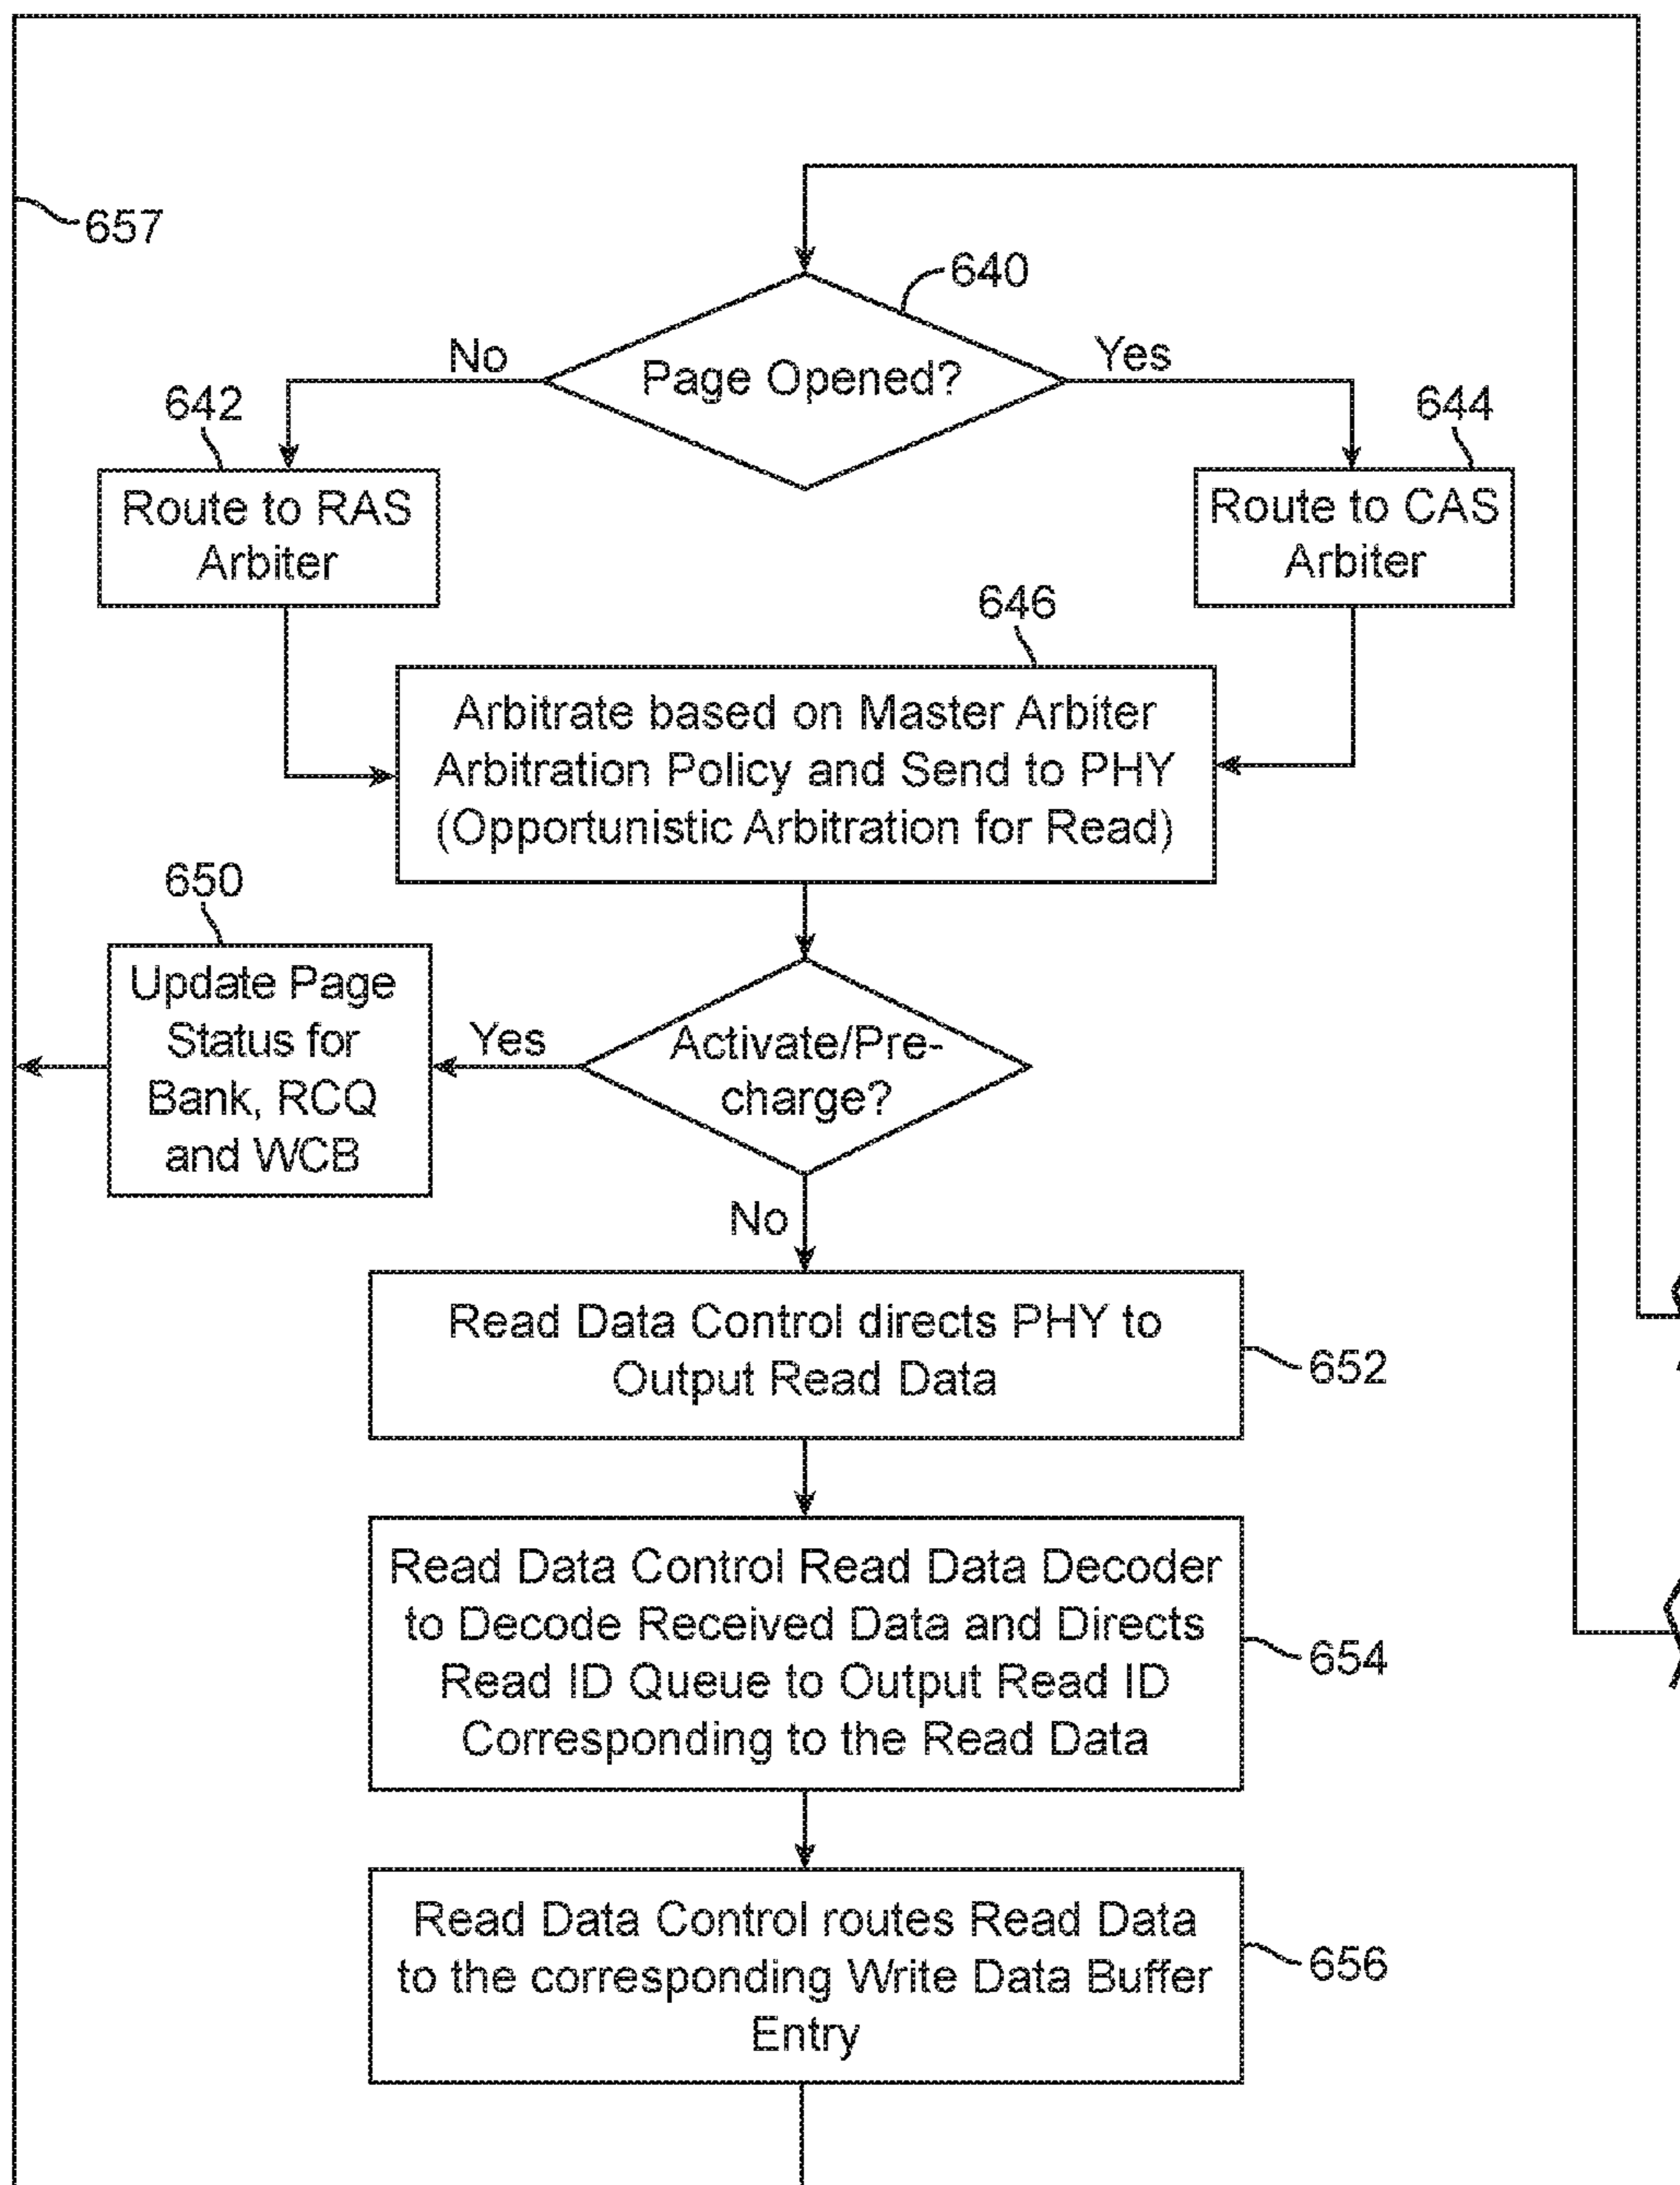 657
640
No
Page Opened?
Yes
642
644
Route to RAS
Arbiter
Route to CAS
Arbiter
646
Arbitrate based on Master Arbiter
Arbitration Policy and Send to PHY
(Opportunistic Arbitration for Read)
650
Update Page
Status for
Bank, RCQ
and WCB
Yes
Activate/Pre-
charge?
No
Read Data Control directs PHY to
Output Read Data
652
Read Data Control Read Data Decoder
to Decode Received Data and Directs
Read ID Queue to Output Read ID
Corresponding to the Read Data
654
Read Data Control routes Read Data
to the corresponding Write Data Buffer
Entry
656